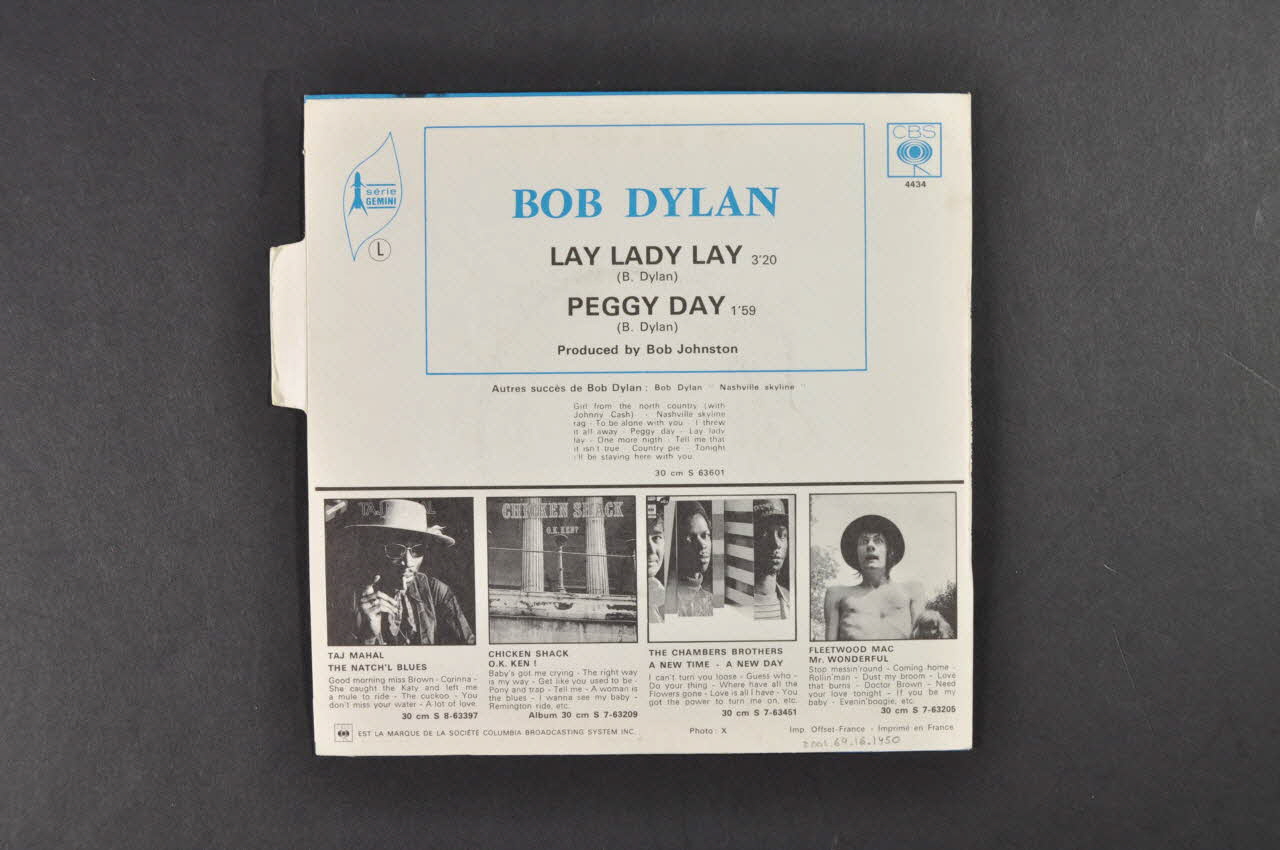 série
GEMINI
L
CBS
4434
BOB DYLAN
LAY LADY LAY 3'20
(B. Dylan)
PEGGY DAY 1'59
(B. Dylan)
Produced by Bob Johnston
Autres succès de Bob Dylan : Bob Dylan " Nashville skyline "
Girl from the north country (with
Johnny Cash) - Nashville skyline
rag - To be alone with you - I threw
it all away - Peggy day - Lay lady
lay - One more nigth - Tell me that
it isn't true Country pie - Tonight
i'll be staying here with you.
30 cm S 63601
TAJ MAHAL
CHICKEN SHACK
O.K. KEN?
TAJ MAHAL
THE NATCH'L BLUES
Good morning miss Brown - Corinna -
She caught the Katy and left me
a mule to ride - The cuckoo - You
don't miss your water - A lot of love.
30 cm S 8-63397
CHICKEN SHACK
O.K. KEN !
Baby's got me crying - The right way
is my way - Get like you used to be -
Pony and trap - Tell me - A woman is
the blues - I wanna see my baby -
Remington ride, etc.
Album 30 cm S 7-63209
THE CHAMBERS BROTHERS
A NEW TIME - A NEW DAY
I can't turn you loose - Guess who -
Do your thing - Where have all the
Flowers gone - Love is all I have - You
got the power to turn me on, etc.
30 cm S 7-63451
FLEETWOOD MAC
Mr. WONDERFUL
Stop messin'round - Coming home -
Rollin'man - Dust my broom - Love
that burns - Doctor Brown - Need
your love tonight - If you be my
baby - Evenin'boogie, etc.
30 cm S 7-63205
EST LA MARQUE DE LA SOCIÉTÉ COLUMBIA BROADCASTING SYSTEM INC.
Photo : X
Imp. Offset-France - Imprimé en France
2001.69.16.1450